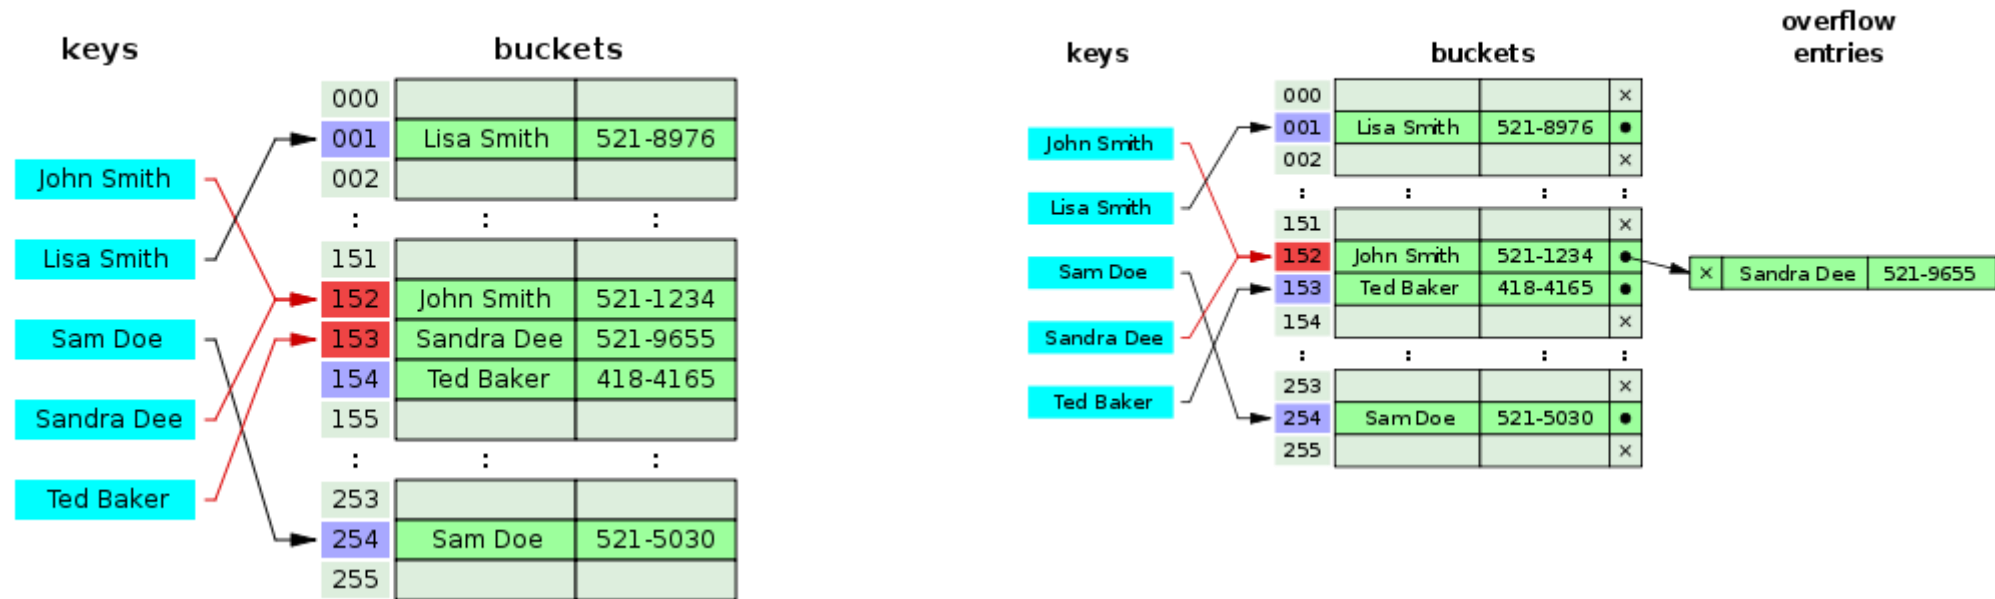 keys buckets
000
001 Lisa Smith 521-8976
002
: : :
151
152 John Smith 521-1234
153 Sandra Dee 521-9655
154 Ted Baker 418-4165
155
: : :
253
254 Sam Doe 521-5030
255
John Smith
Lisa Smith
Sam Doe
Sandra Dee
Ted Baker
keys buckets overflow
entries
000 ×
001 Lisa Smith 521-8976 •
002 ×
: : : :
151 ×
152 John Smith 521-1234 •
153 Ted Baker 418-4165 •
154 ×
: : : :
253 ×
254 Sam Doe 521-5030 •
255 ×
John Smith
Lisa Smith
Sam Doe
Sandra Dee
Ted Baker
× Sandra Dee 521-9655